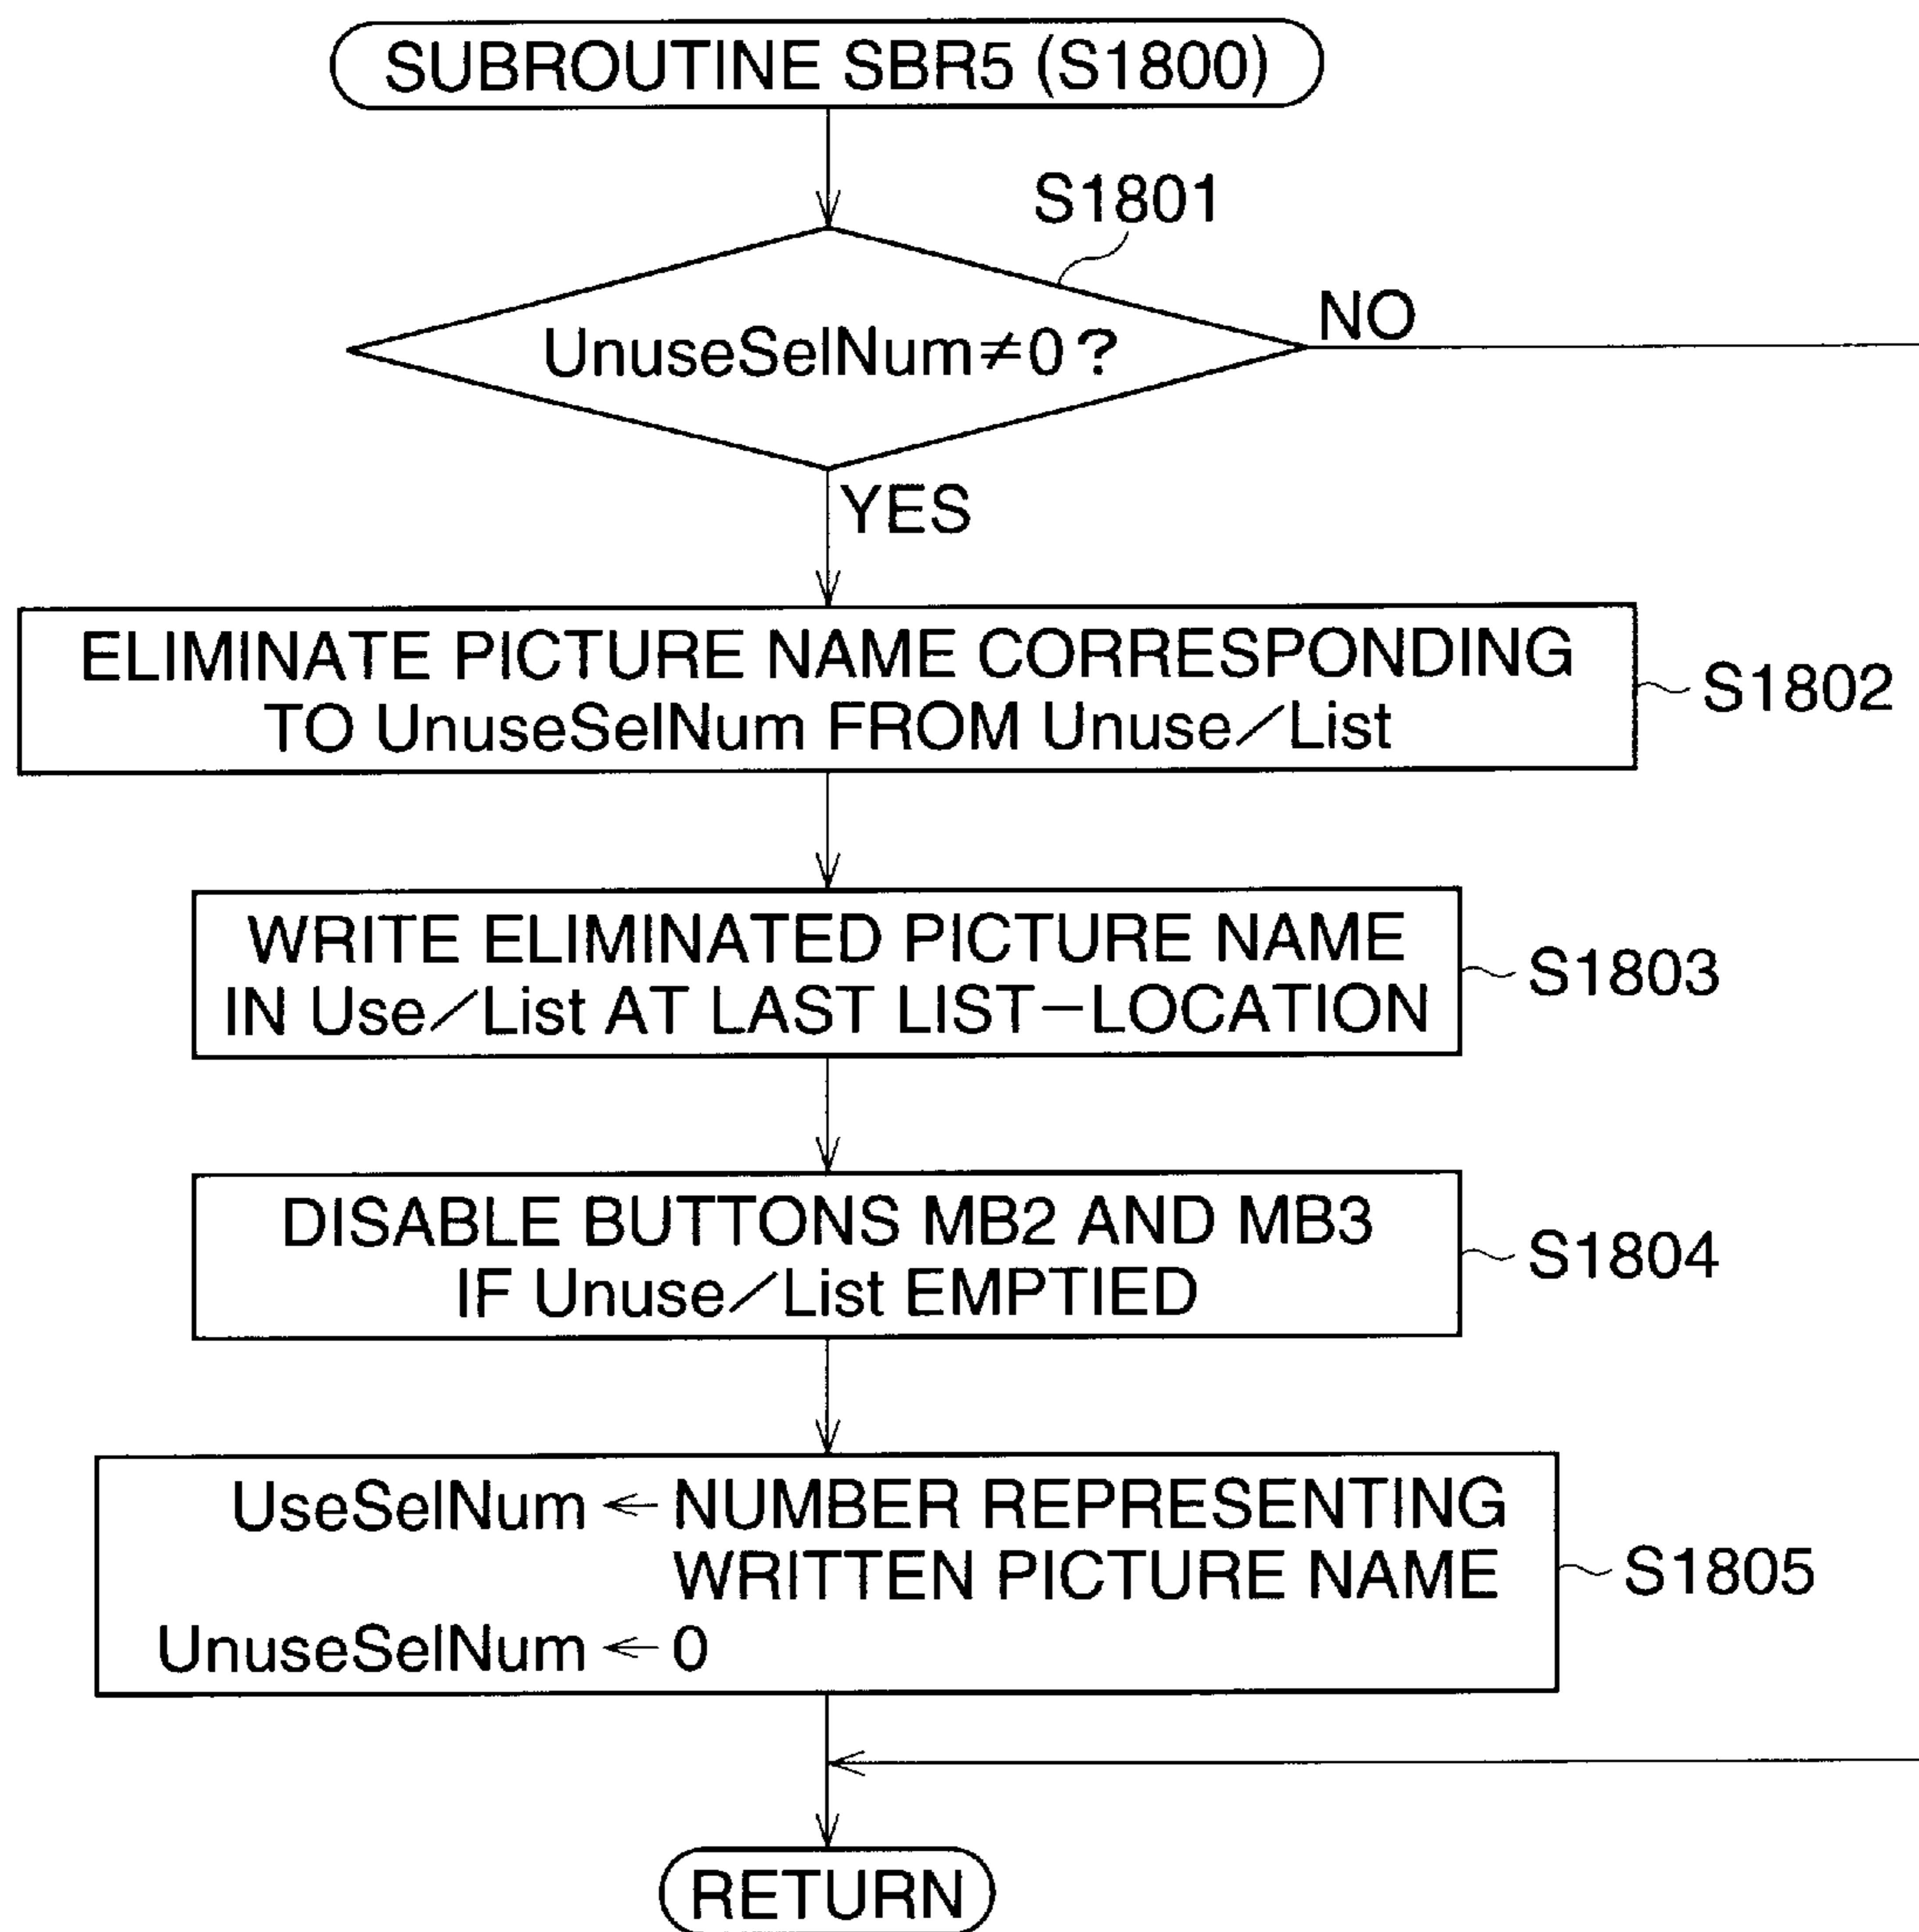 SUBROUTINE SBR5 (S1800)
S1801
UnuseSelNum≠0?
NO
YES
ELIMINATE PICTURE NAME CORRESPONDING
TO UnuseSelNum FROM Unuse/List
S1802
WRITE ELIMINATED PICTURE NAME
IN Use/List AT LAST LIST-LOCATION
S1803
DISABLE BUTTONS MB2 AND MB3
IF Unuse/List EMPTIED
S1804
UseSelNum ← NUMBER REPRESENTING
WRITTEN PICTURE NAME
UnuseSelNum ← 0
S1805
RETURN